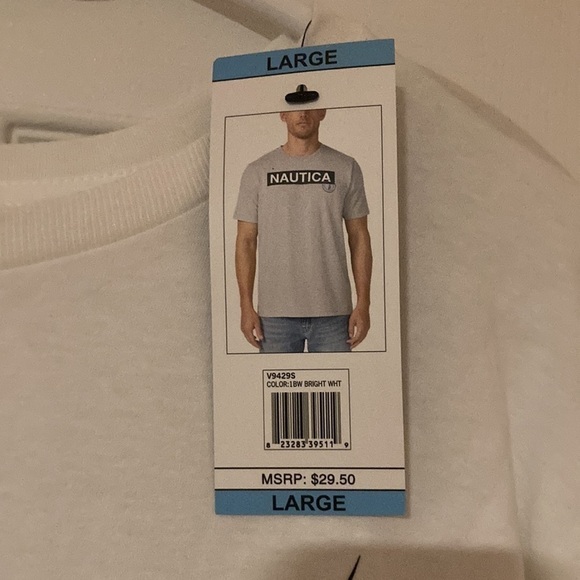 LARGE
NAUTICA
V9429S
COLOR:1BW BRIGHT WHT
8 23283 39511 9
MSRP: $29.50
LARGE